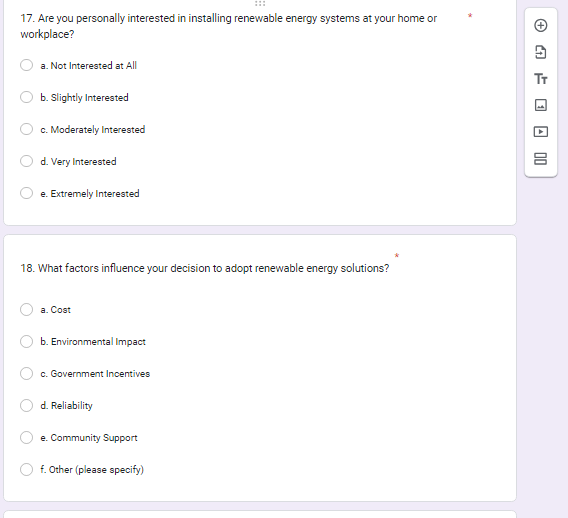 17. Are you personally interested in installing renewable energy systems at your home or *
workplace?
a. Not Interested at All
b. Slightly Interested
c. Moderately Interested
d. Very Interested
e. Extremely Interested
18. What factors influence your decision to adopt renewable energy solutions? *
a. Cost
b. Environmental Impact
c. Government Incentives
d. Reliability
e. Community Support
f. Other (please specify)
Tт